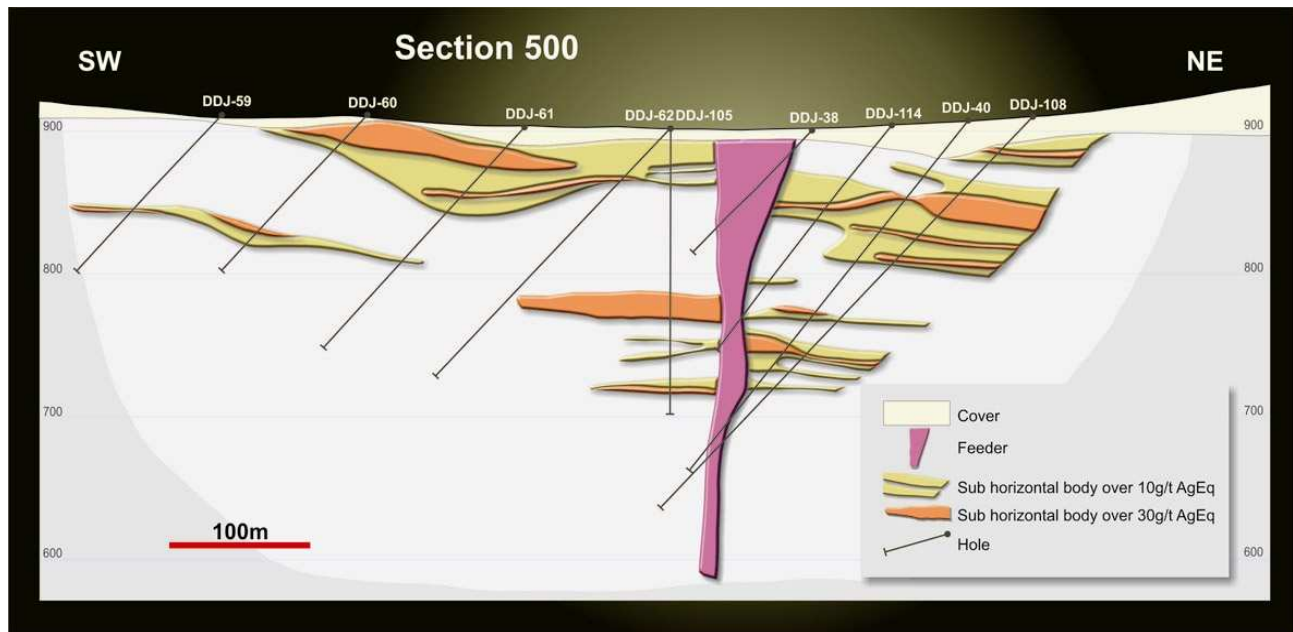 Section 500
SW
NE
DDJ-59
DDJ-60
DDJ-61
DDJ-62
DDJ-105
DDJ-38
DDJ-114
DDJ-40
DDJ-108
900
900
800
800
700
700
600
600
100m
Cover
Feeder
Sub horizontal body over 10g/t AgEq
Sub horizontal body over 30g/t AgEq
Hole